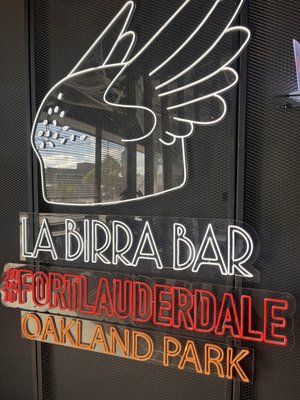 LA BIRRA BAR
#FORTLAUDERDALE
OAKLAND PARK